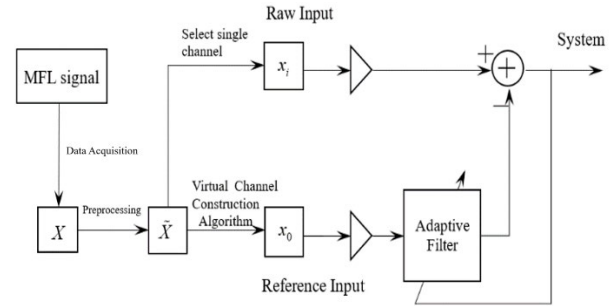 Raw Input
System
Select single
channel
MFL signal
x_i
+
+
−
Data Acquisition
Preprocessing
Virtual Channel
Construction
Algorithm
X
X̃
x_0
Adaptive
Filter
Reference Input